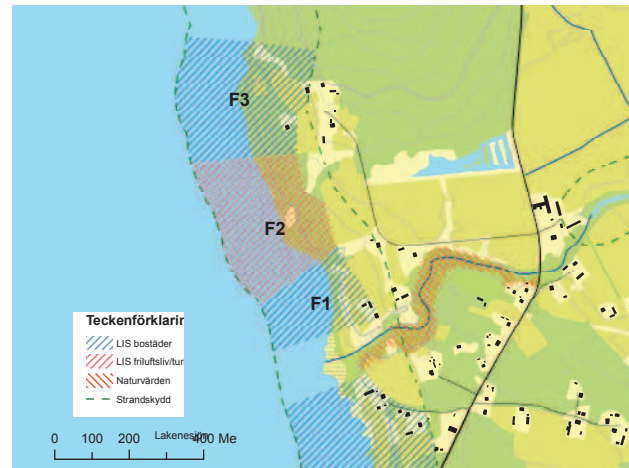 F3
F2
F1
Teckenförklarin
LIS bostäder
LIS friluftsliv/tur
Naturvärden
Strandskydd
Lakenesjön
0 100 200 400 Me